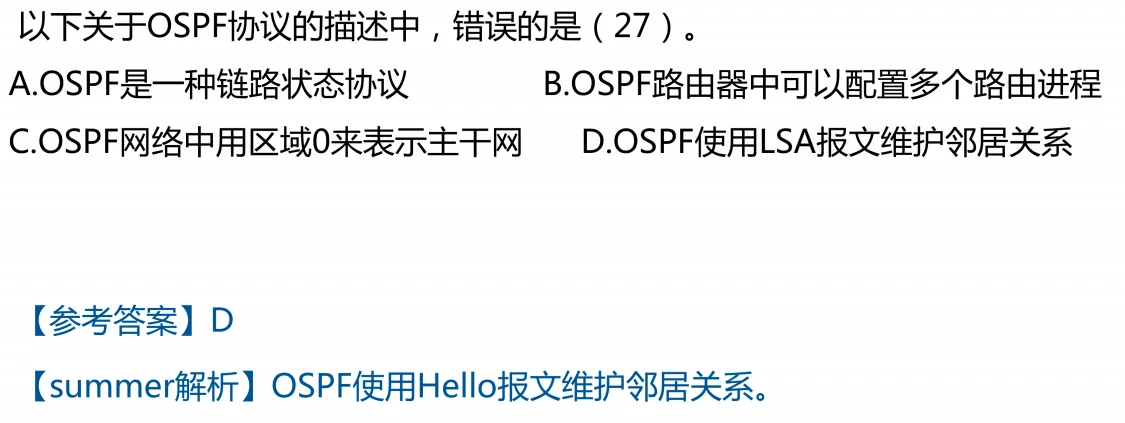 以下关于OSPF协议的描述中，错误的是（27）。
A.OSPF是一种链路状态协议 B.OSPF路由器中可以配置多个路由进程
C.OSPF网络中用区域0来表示主干网 D.OSPF使用LSA报文维护邻居关系
【参考答案】D
【summer解析】OSPF使用Hello报文维护邻居关系。